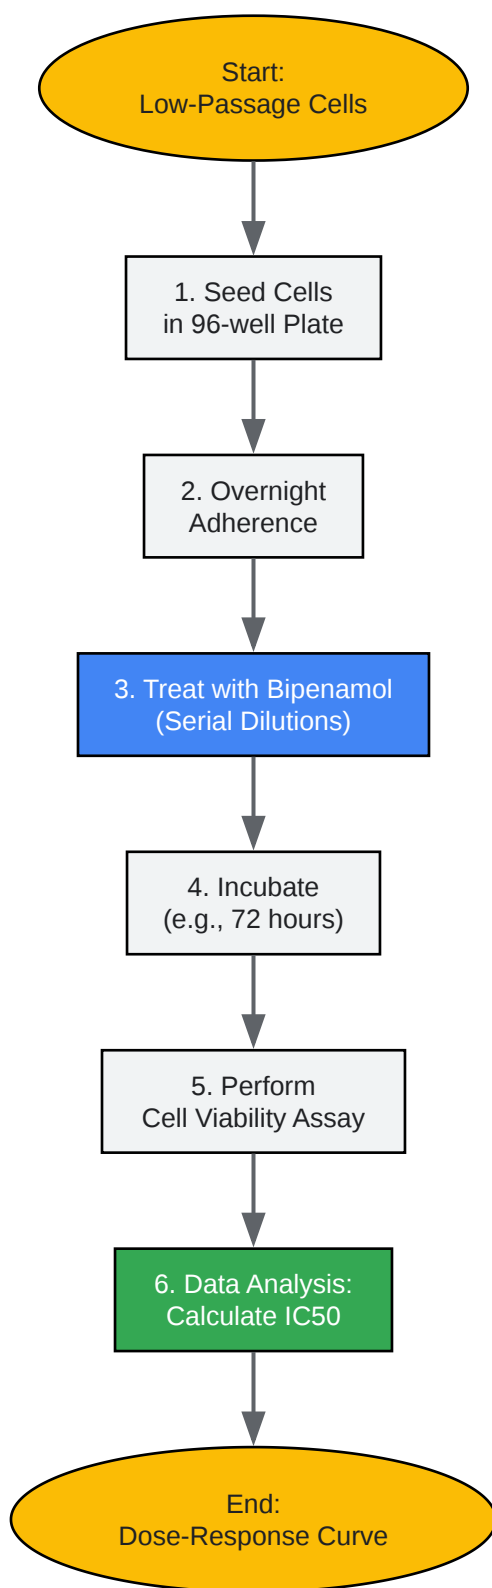 Start:
Low-Passage Cells
1. Seed Cells
in 96-well Plate
2. Overnight
Adherence
3. Treat with Bipenamol
(Serial Dilutions)
4. Incubate
(e.g., 72 hours)
5. Perform
Cell Viability Assay
6. Data Analysis:
Calculate IC50
End:
Dose-Response Curve